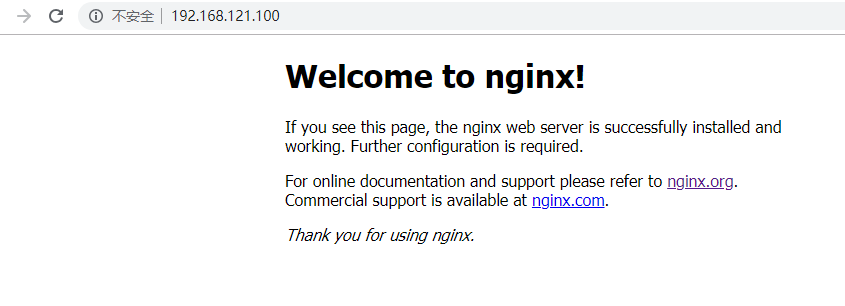 不安全 192.168.121.100
Welcome to nginx!
If you see this page, the nginx web server is successfully installed and
working. Further configuration is required.
For online documentation and support please refer to nginx.org.
Commercial support is available at nginx.com.
Thank you for using nginx.